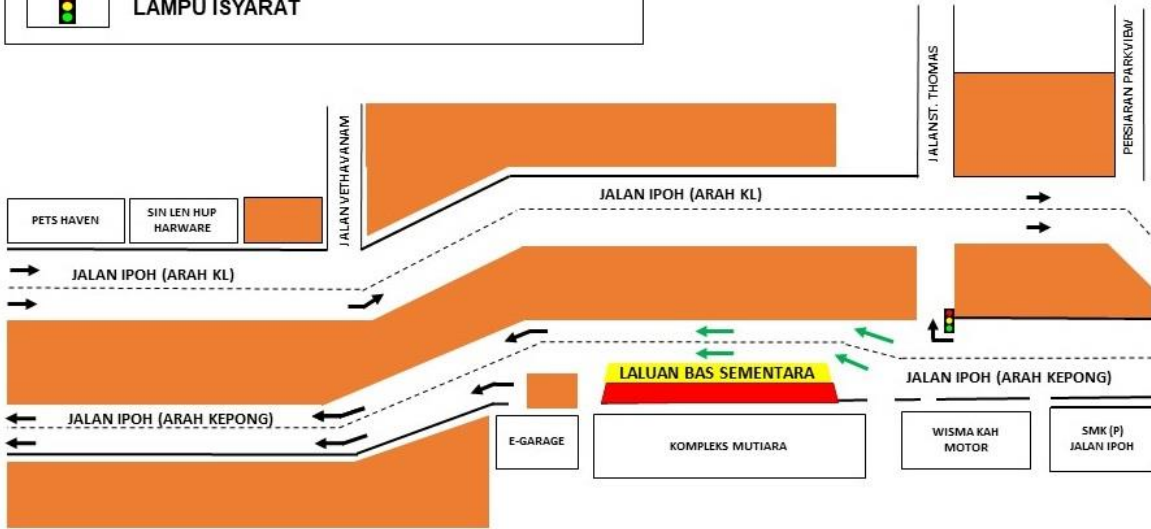 LAMPU ISYARAT
JALAN ST. THOMAS
PERSIARAN PARKVIEW
JALAN VETHAVANAM
JALAN IPOH (ARAH KL)
PETS HAVEN
SIN LEN HUP
HARWARE
JALAN IPOH (ARAH KL)
LALUAN BAS SEMENTARA
JALAN IPOH (ARAH KEPONG)
JALAN IPOH (ARAH KEPONG)
E-GARAGE
KOMPLEKS MUTIARA
WISMA KAH
MOTOR
SMK (P)
JALAN IPOH